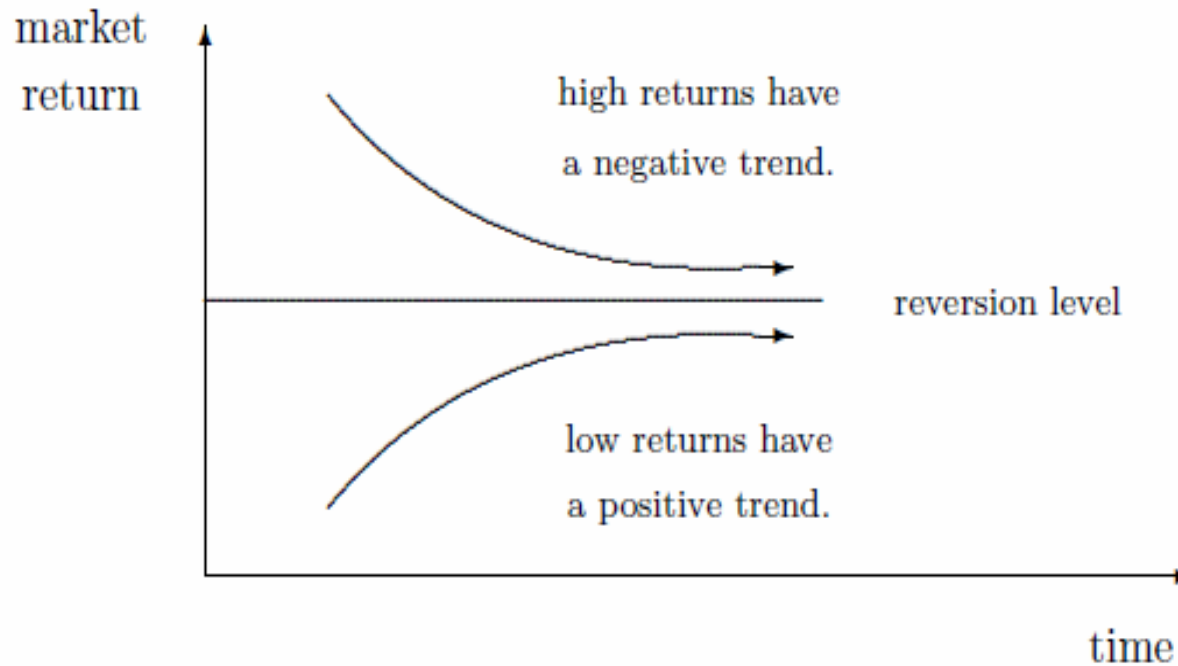 market
return
high returns have
a negative trend.
reversion level
low returns have
a positive trend.
time